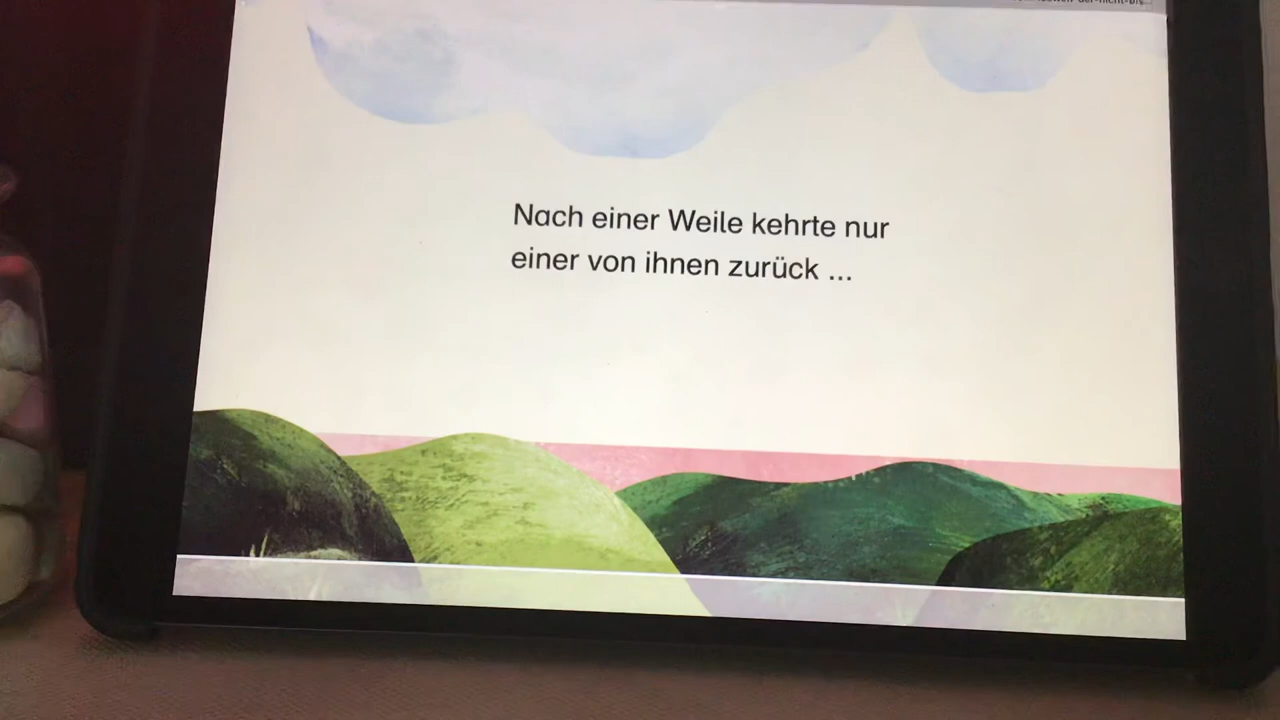 Nach einer Weile kehrte nur
einer von ihnen zurück ...